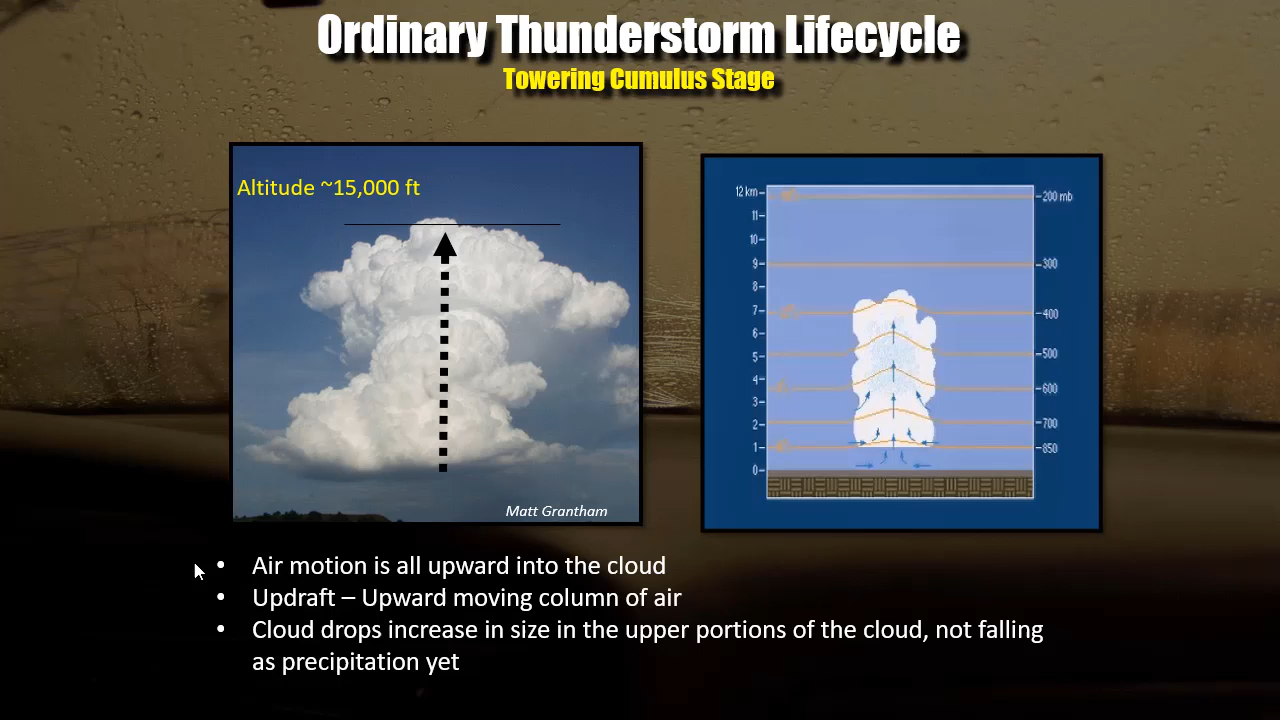 Ordinary Thunderstorm Lifecycle
Towering Cumulus Stage
Altitude ~15,000 ft
Matt Grantham
12 km
11
10
9
8
7
6
5
4
3
2
1
0
200 mb
300
400
500
600
700
850
• Air motion is all upward into the cloud
• Updraft – Upward moving column of air
• Cloud drops increase in size in the upper portions of the cloud, not falling
as precipitation yet